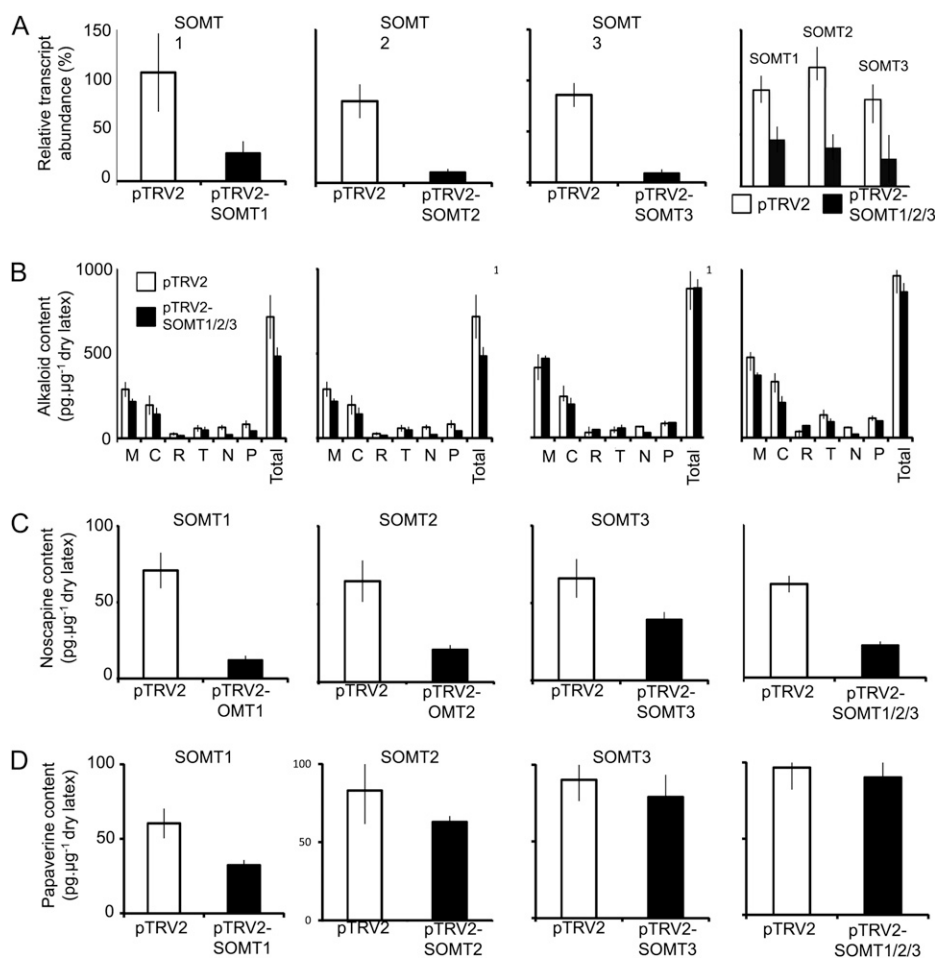 A
Relative transcript
abundance (%)
150
100
50
0
SOMT
1
pTRV2
pTRV2-
SOMT1
SOMT
2
pTRV2
pTRV2-
SOMT2
SOMT
3
pTRV2
pTRV2-
SOMT3
SOMT1
SOMT2
SOMT3
pTRV2
pTRV2-
SOMT1/2/3
B
Alkaloid content
(pg.µg⁻¹ dry latex)
1000
500
0
pTRV2
pTRV2-
SOMT1/2/3
M C R T N P Total
1
M C R T N P Total
1
M C R T N P Total
M C R T N P Total
C
Noscapine content
(pg.µg⁻¹ dry latex)
100
50
0
SOMT1
pTRV2
pTRV2-
OMT1
SOMT2
pTRV2
pTRV2-
OMT2
SOMT3
pTRV2
pTRV2-
SOMT3
pTRV2
pTRV2-
SOMT1/2/3
D
Papaverine content
(pg.µg⁻¹ dry latex)
100
50
0
SOMT1
pTRV2
pTRV2-
SOMT1
100
50
0
SOMT2
pTRV2
pTRV2-
SOMT2
SOMT3
pTRV2
pTRV2-
SOMT3
pTRV2
pTRV2-
SOMT1/2/3